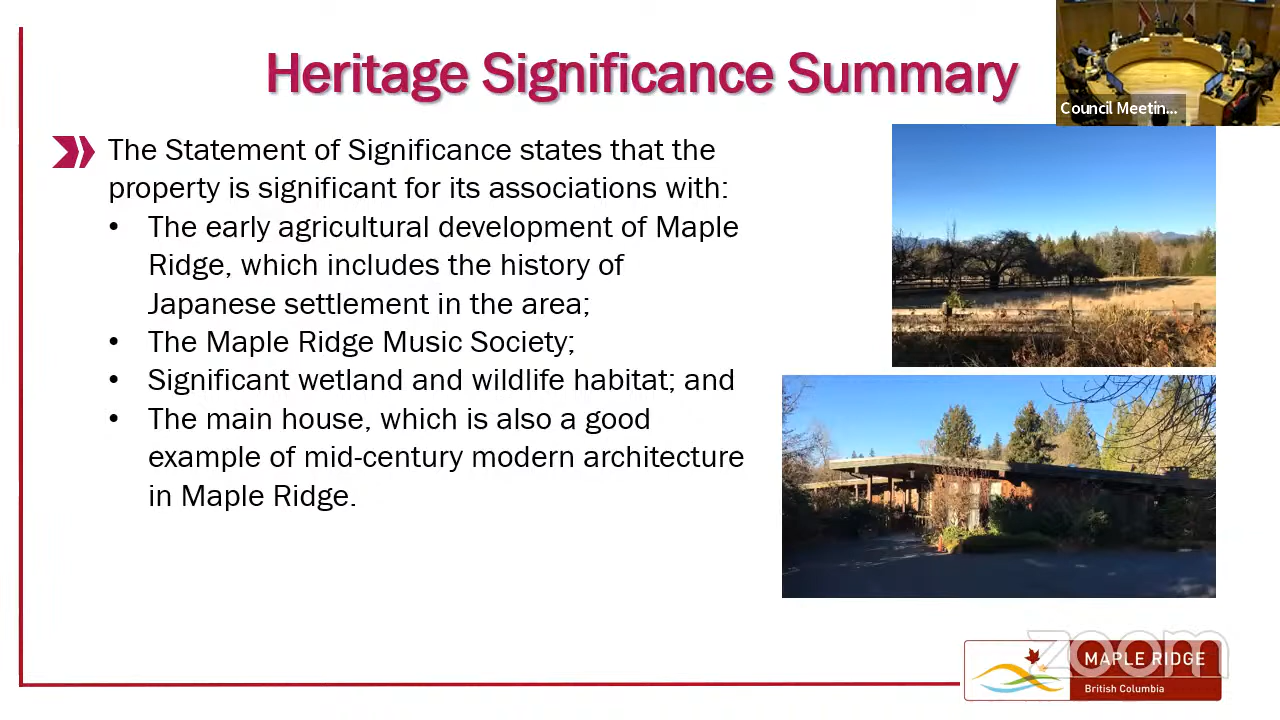 Heritage Significance Summary
Council Meetin...
The Statement of Significance states that the
property is significant for its associations with:
• The early agricultural development of Maple
Ridge, which includes the history of
Japanese settlement in the area;
• The Maple Ridge Music Society;
• Significant wetland and wildlife habitat; and
• The main house, which is also a good
example of mid-century modern architecture
in Maple Ridge.
zoom
MAPLE RIDGE
British Columbia